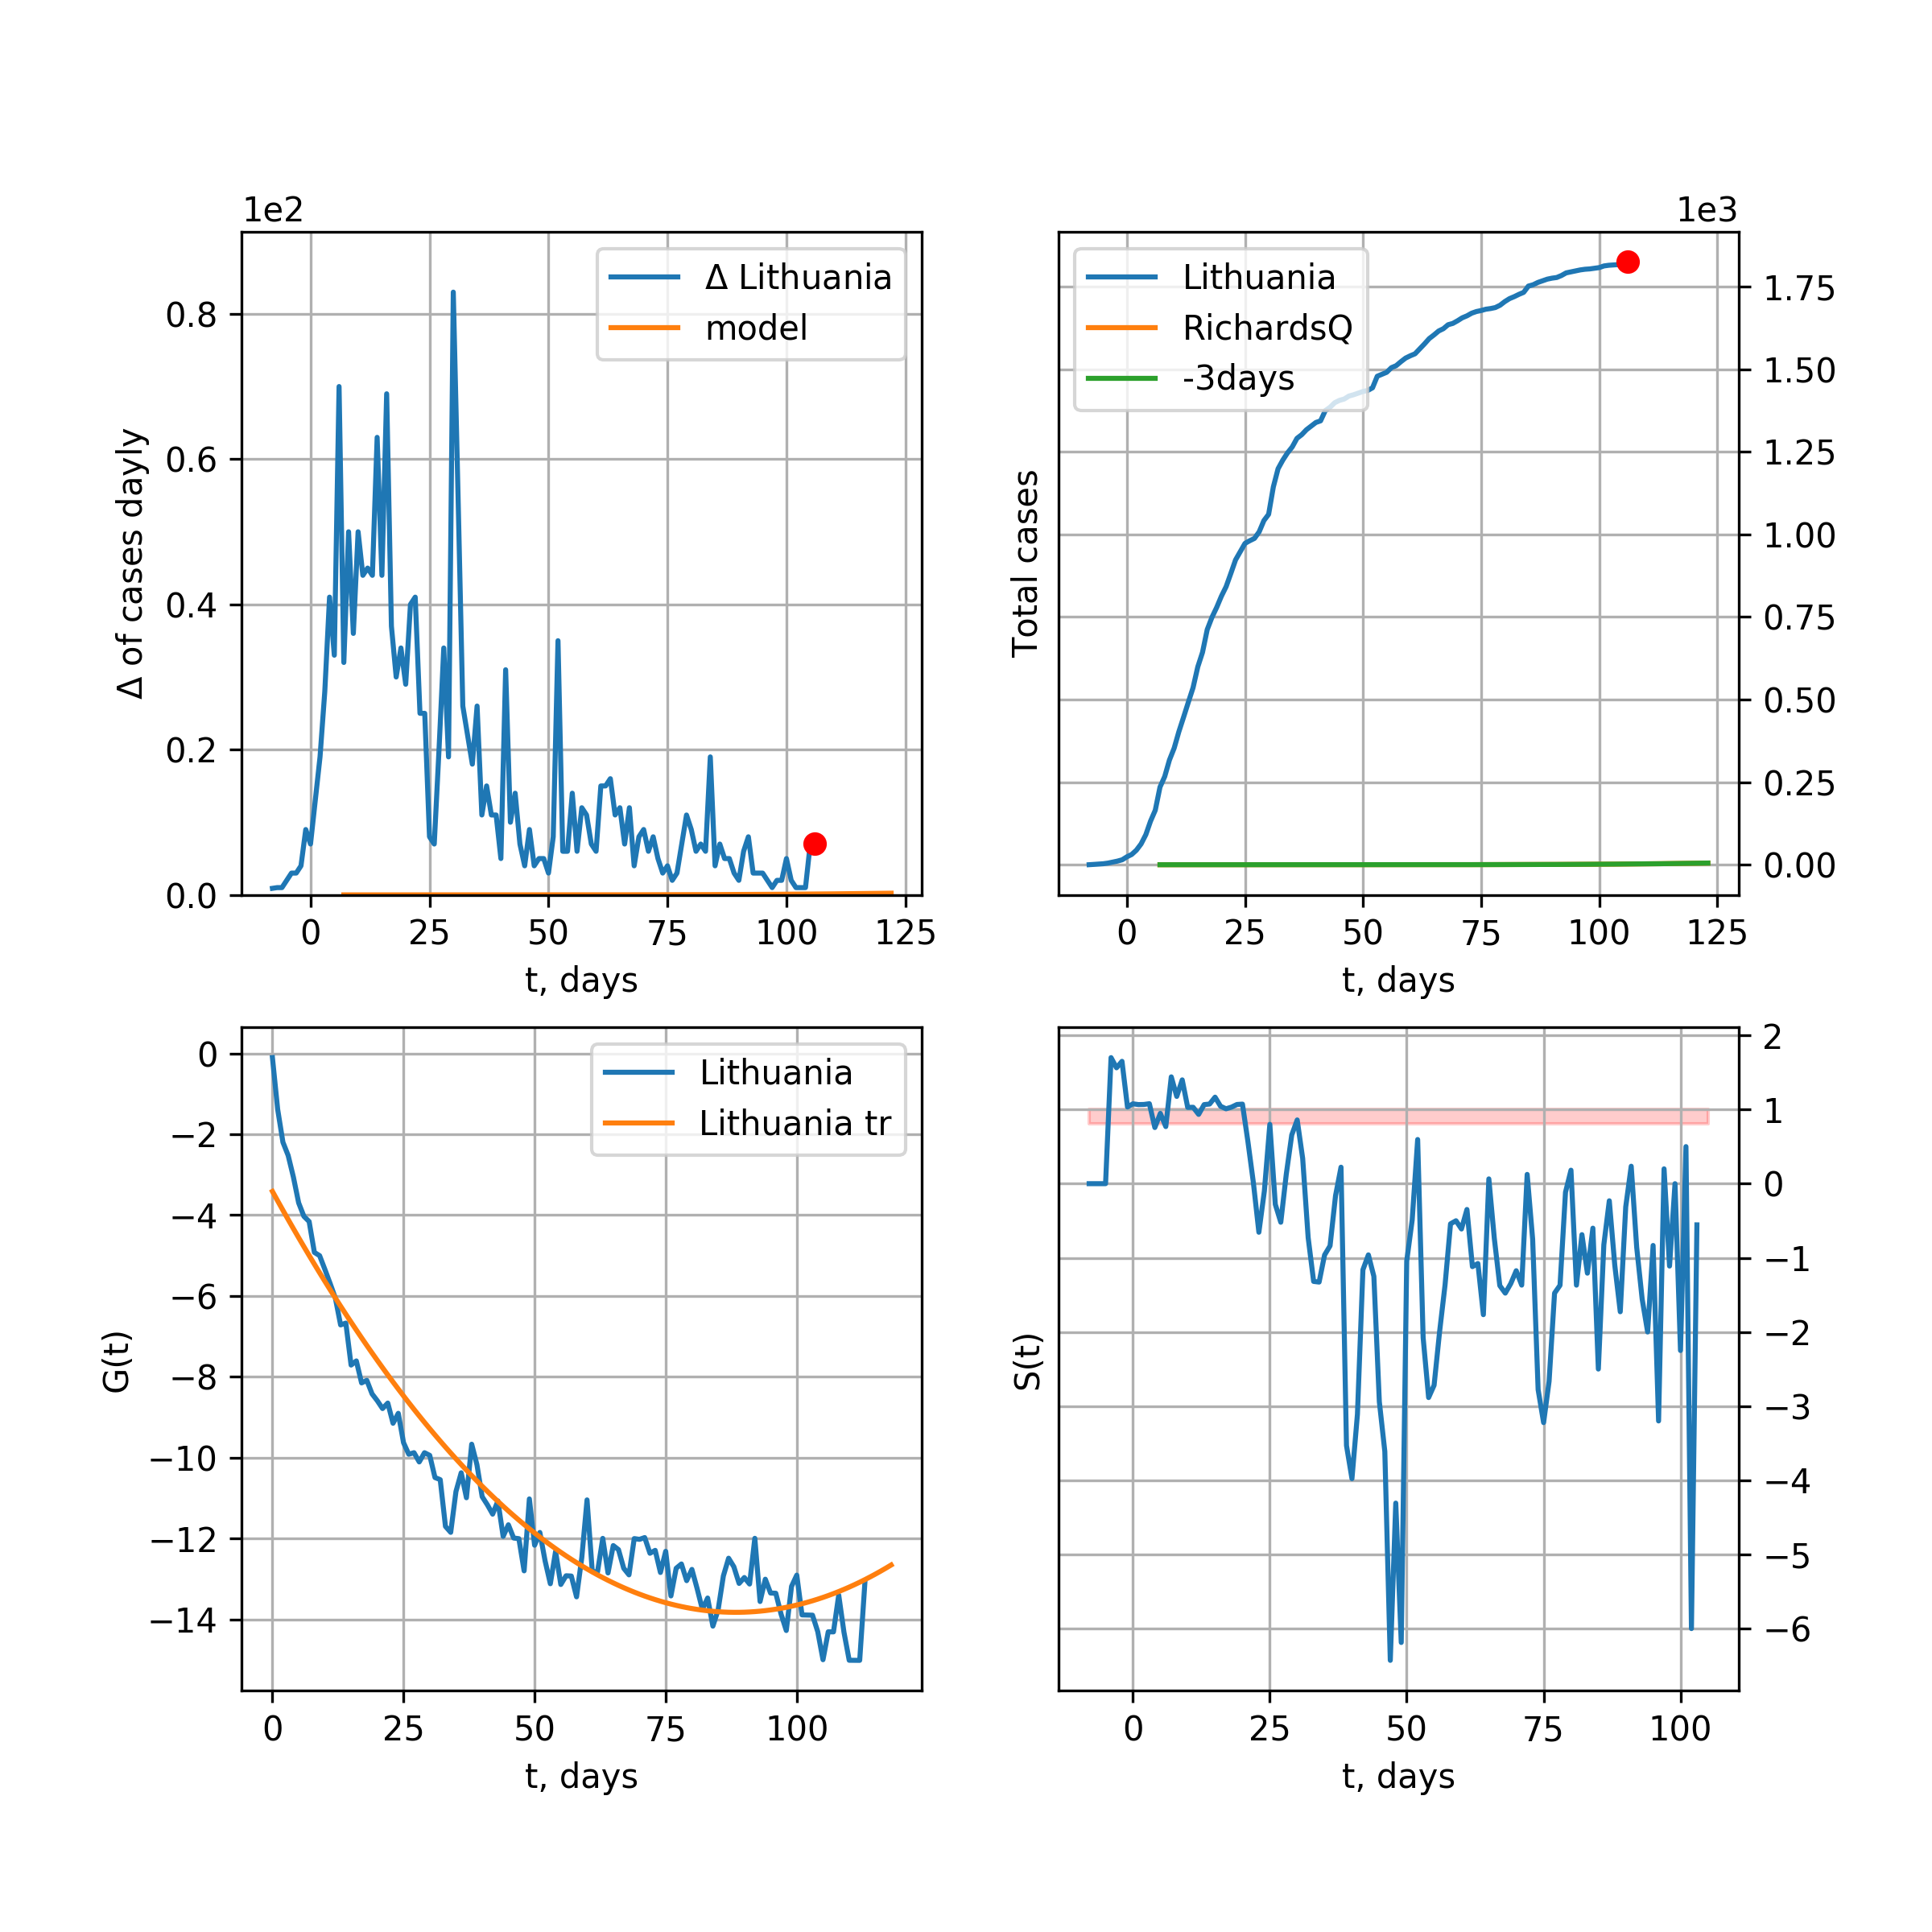 1e2
Δ of cases dayly
0.8
0.6
0.4
0.2
0.0
Δ Lithuania
model
0 25 50 75 100 125
t, days
1e3
Total cases
Lithuania
RichardsQ
-3days
1.75
1.50
1.25
1.00
0.75
0.50
0.25
0.00
0 25 50 75 100 125
t, days
G(t)
0
−2
−4
−6
−8
−10
−12
−14
Lithuania
Lithuania tr
0 25 50 75 100
t, days
S(t)
2
1
0
−1
−2
−3
−4
−5
−6
0 25 50 75 100
t, days